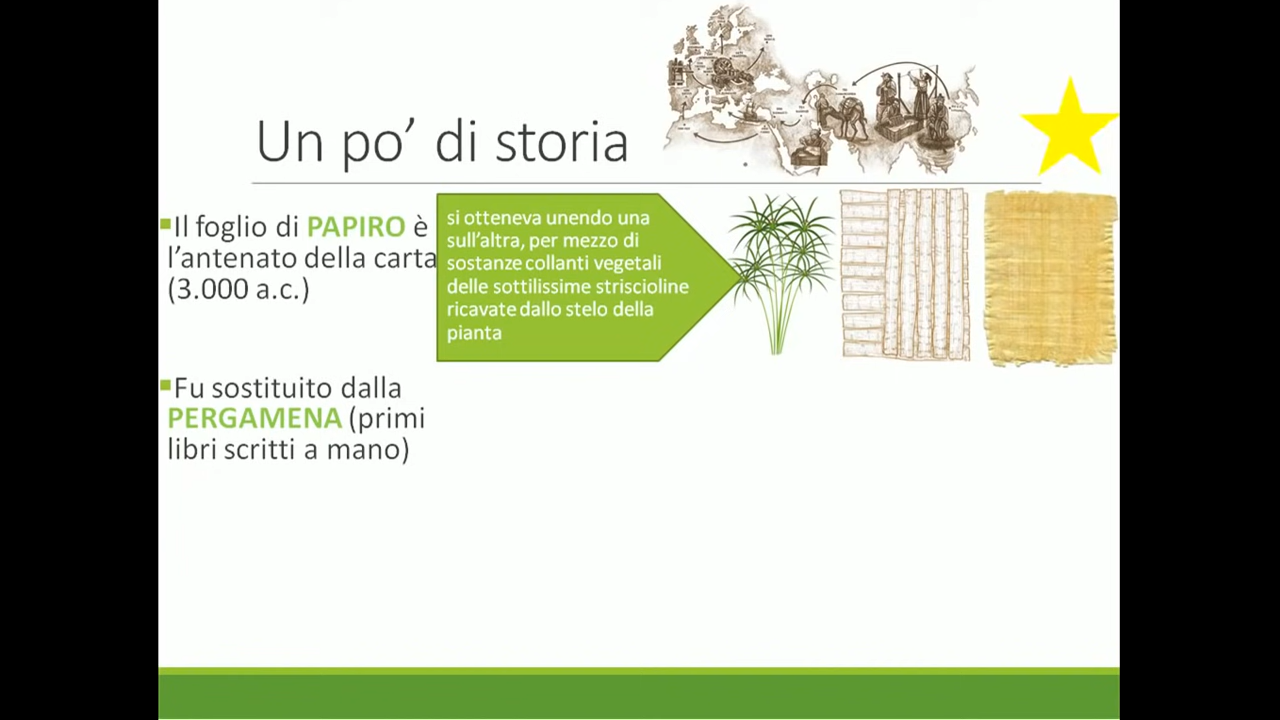 Un po’ di storia
▪Il foglio di PAPIRO è
l’antenato della carta
(3.000 a.c.)
si otteneva unendo una
sull’altra, per mezzo di
sostanze collanti vegetali
delle sottilissime striscioline
ricavate dallo stelo della
pianta
▪Fu sostituito dalla
PERGAMENA (primi
libri scritti a mano)